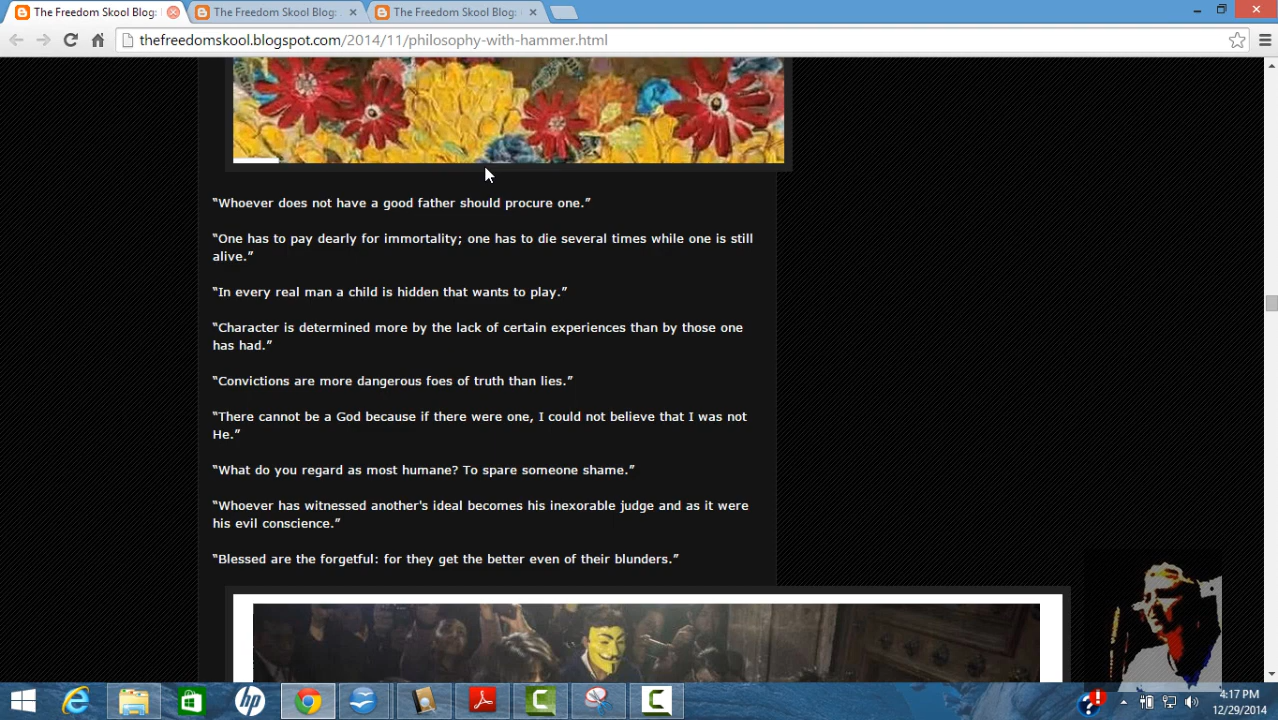 The Freedom Skool Blog:
The Freedom Skool Blog:
The Freedom Skool Blog:
thefreedomskool.blogspot.com/2014/11/philosophy-with-hammer.html
“Whoever does not have a good father should procure one.”
“One has to pay dearly for immortality; one has to die several times while one is still
alive.”
“In every real man a child is hidden that wants to play.”
“Character is determined more by the lack of certain experiences than by those one
has had.”
“Convictions are more dangerous foes of truth than lies.”
“There cannot be a God because if there were one, I could not believe that I was not
He.”
“What do you regard as most humane? To spare someone shame.”
“Whoever has witnessed another's ideal becomes his inexorable judge and as it were
his evil conscience.”
“Blessed are the forgetful: for they get the better even of their blunders.”
hp
4:17 PM
12/29/2014